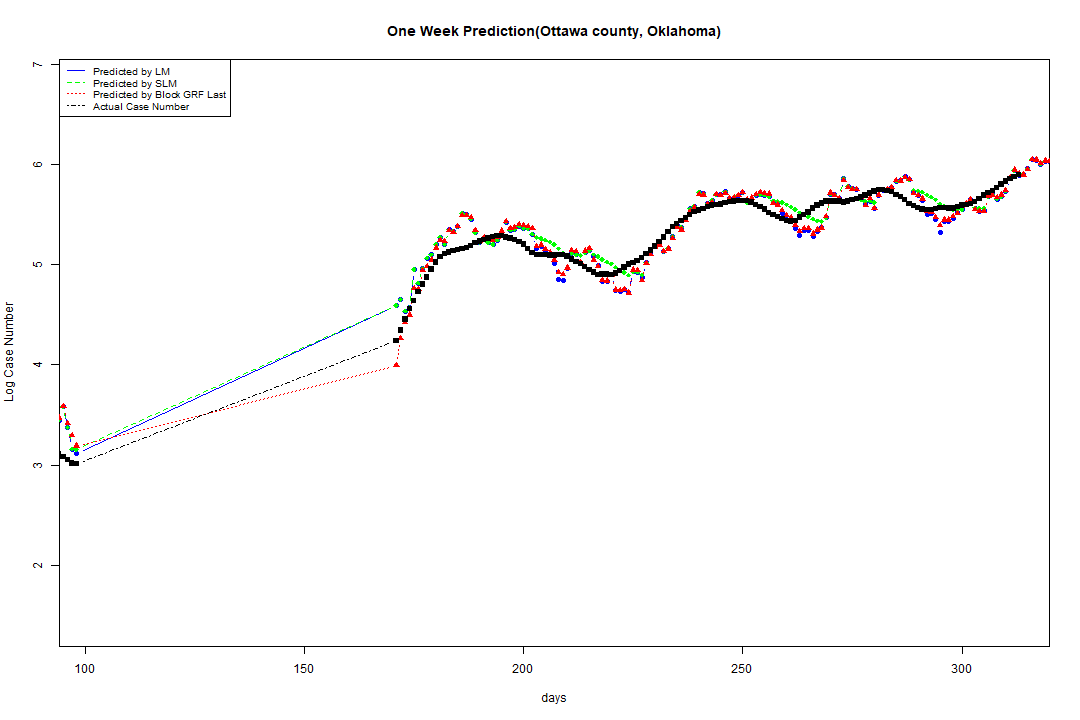 One Week Prediction(Ottawa county, Oklahoma)
7
Predicted by LM
Predicted by SLM
Predicted by Block GRF Last
Actual Case Number
6
5
4
3
2
Log Case Number
100
150
200
250
300
days